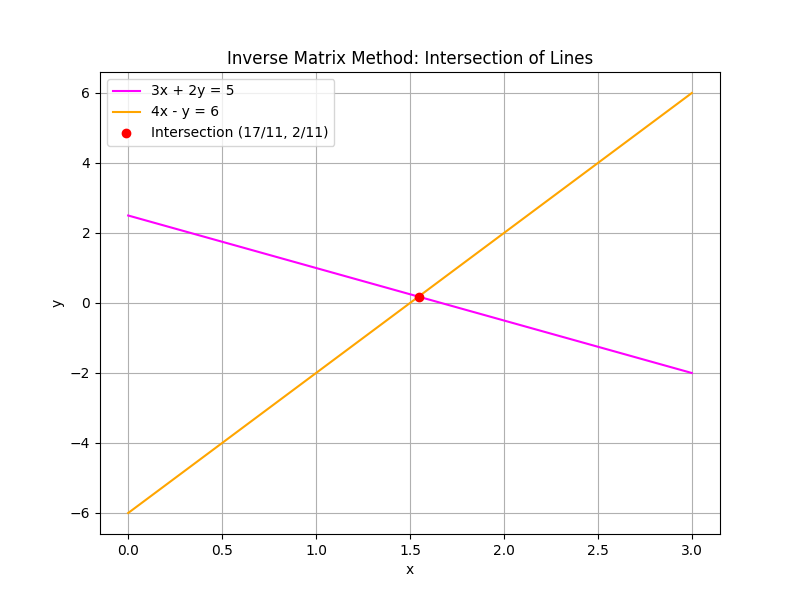 Inverse Matrix Method: Intersection of Lines
3x + 2y = 5
4x - y = 6
Intersection (17/11, 2/11)
6
4
2
0
−2
−4
−6
y
0.0 0.5 1.0 1.5 2.0 2.5 3.0
x